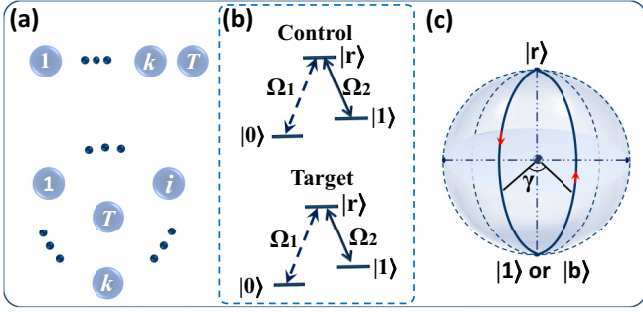 (a)
1 ... k T
...
1 i
T
k
(b)
Control
|r⟩
Ω1 Ω2
|0⟩ |1⟩
Target
|r⟩
Ω1 Ω2
|0⟩ |1⟩
(c)
|r⟩
γ
|1⟩ or |b⟩